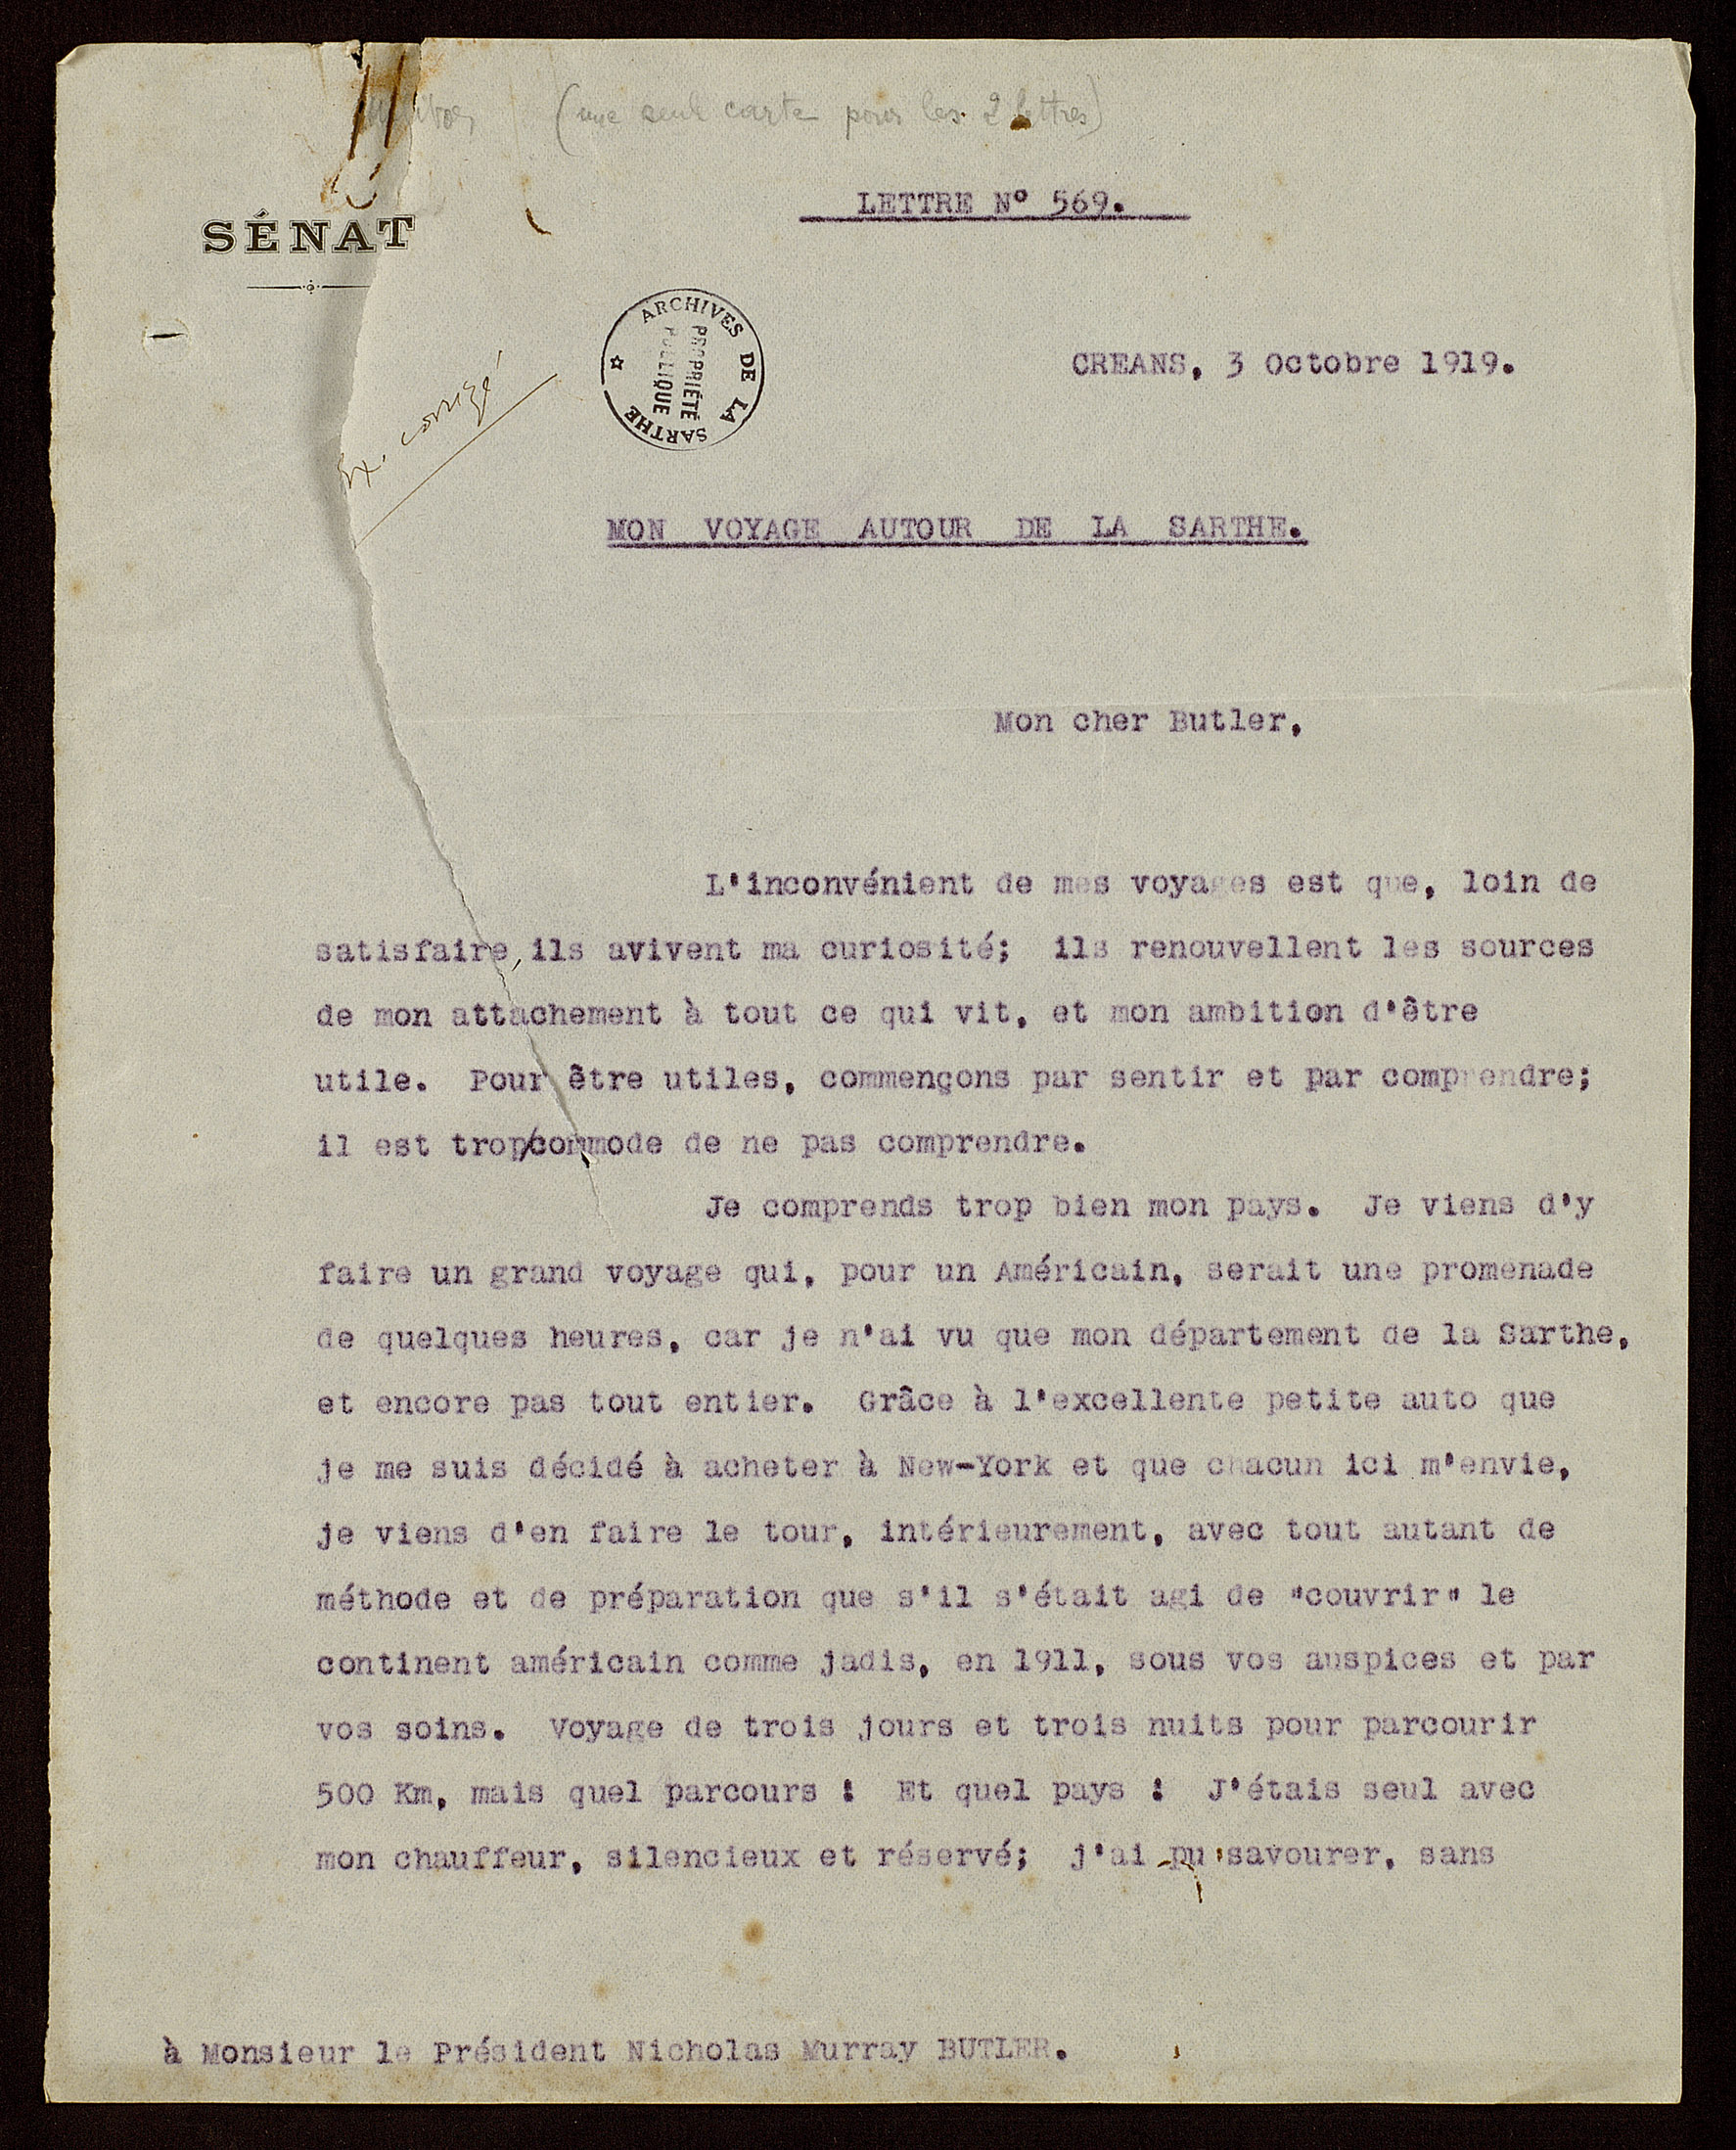 (une seule carte pour les 2 lettres)
LETTRE N° 569.
SÉNAT
ARCHIVES DE LA SARTHE
PROPRIÉTÉ
PUBLIQUE
CREANS, 3 Octobre 1919.
Ex. corrigé
MON VOYAGE AUTOUR DE LA SARTHE.
Mon cher Butler,
L'inconvénient de mes voyages est que, loin de
satisfaire, ils avivent ma curiosité; ils renouvellent les sources
de mon attachement à tout ce qui vit, et mon ambition d'être
utile. Pour être utiles, commençons par sentir et par comprendre;
il est trop/commode de ne pas comprendre.
Je comprends trop bien mon pays. Je viens d'y
faire un grand voyage qui, pour un Américain, serait une promenade
de quelques heures, car je n'ai vu que mon département de la Sarthe,
et encore pas tout entier. Grâce à l'excellente petite auto que
je me suis décidé à acheter à New-York et que chacun ici m'envie,
je viens d'en faire le tour, intérieurement, avec tout autant de
méthode et de préparation que s'il s'était agi de "couvrir" le
continent américain comme jadis, en 1911, sous vos auspices et par
vos soins. Voyage de trois jours et trois nuits pour parcourir
500 Km, mais quel parcours ! Et quel pays ! J'étais seul avec
mon chauffeur, silencieux et réservé; j'ai pu savourer, sans
à Monsieur le Président Nicholas Murray BUTLER.